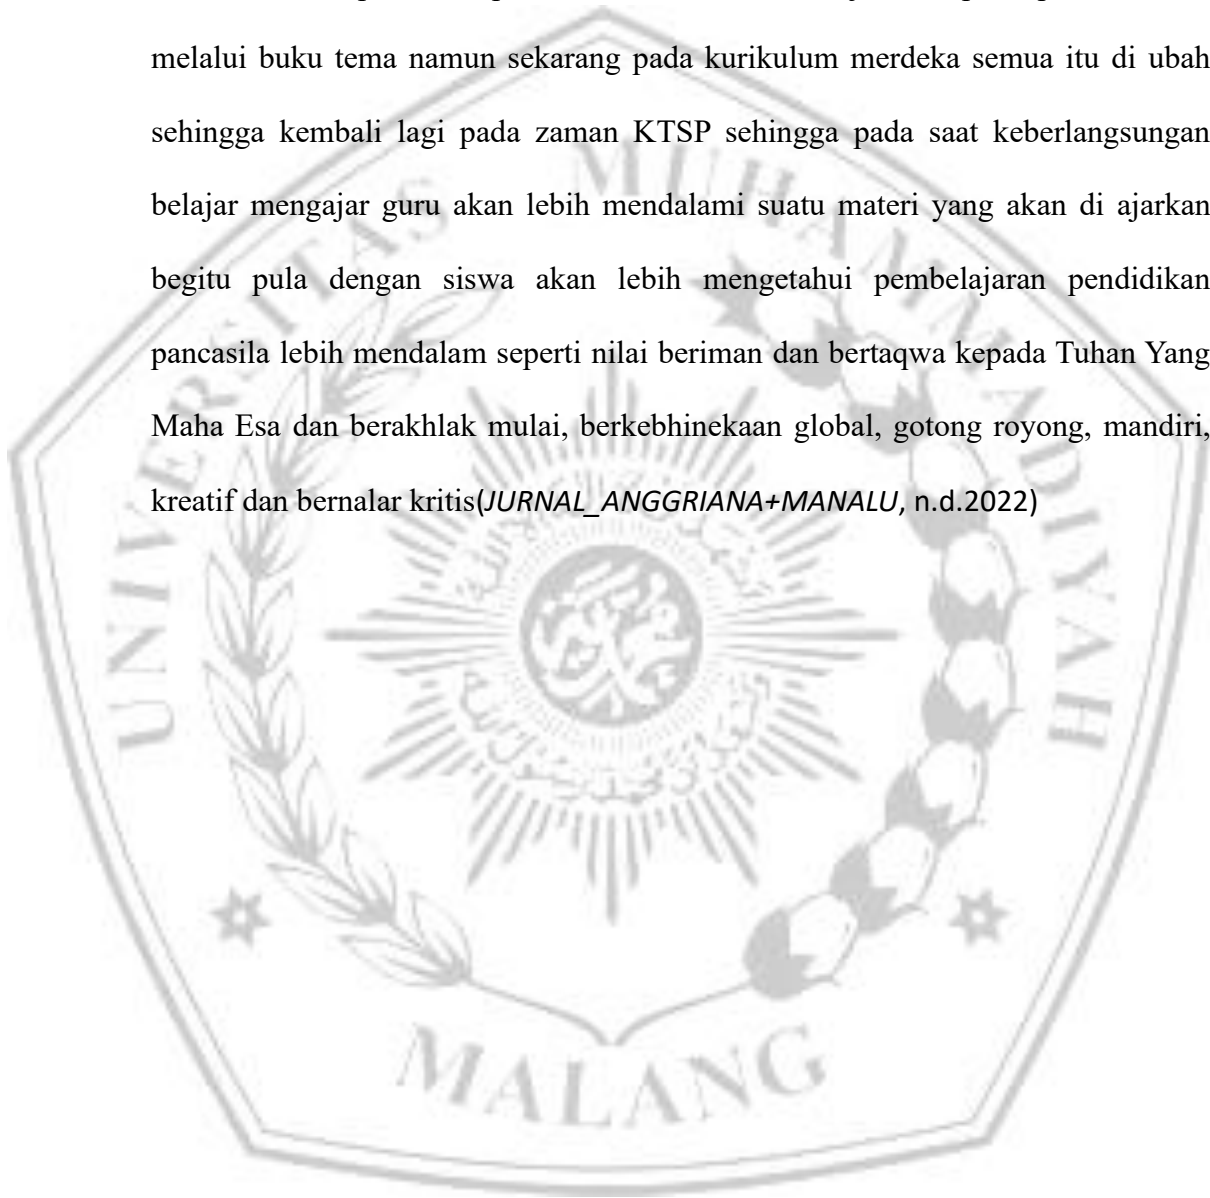 melalui buku tema namun sekarang pada kurikulum merdeka semua itu di ubah
sehingga kembali lagi pada zaman KTSP sehingga pada saat keberlangsungan
belajar mengajar guru akan lebih mendalami suatu materi yang akan di ajarkan
begitu pula dengan siswa akan lebih mengetahui pembelajaran pendidikan
pancasila lebih mendalam seperti nilai beriman dan bertaqwa kepada Tuhan Yang
Maha Esa dan berakhlak mulai, berkebhinekaan global, gotong royong, mandiri,
kreatif dan bernalar kritis(JURNAL_ANGGRIANA+MANALU, n.d.2022)
UNIVERSITAS MUHAMMADIYAH
MALANG